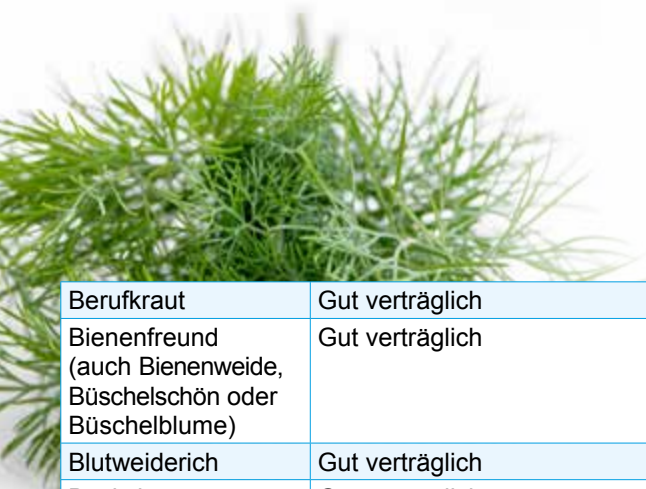 Berufkraut Gut verträglich
Bienenfreund Gut verträglich
(auch Bienenweide,
Büschelschön oder
Büschelblume)
Blutweiderich Gut verträglich